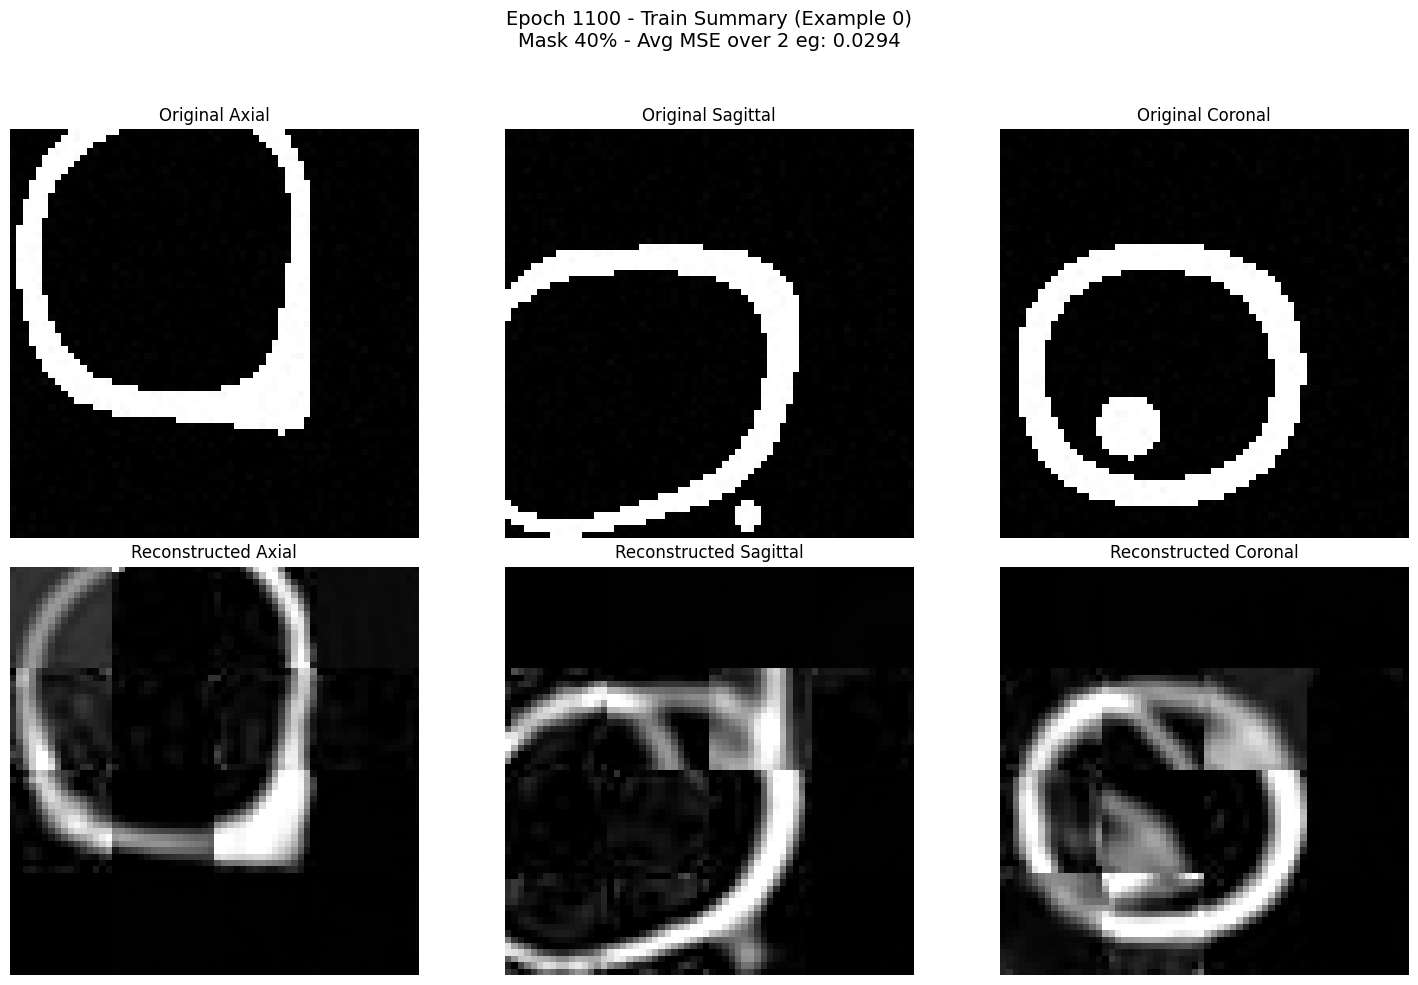 Epoch 1100 - Train Summary (Example 0)
Mask 40% - Avg MSE over 2 eg: 0.0294
Original Axial
Original Sagittal
Original Coronal
Reconstructed Axial
Reconstructed Sagittal
Reconstructed Coronal